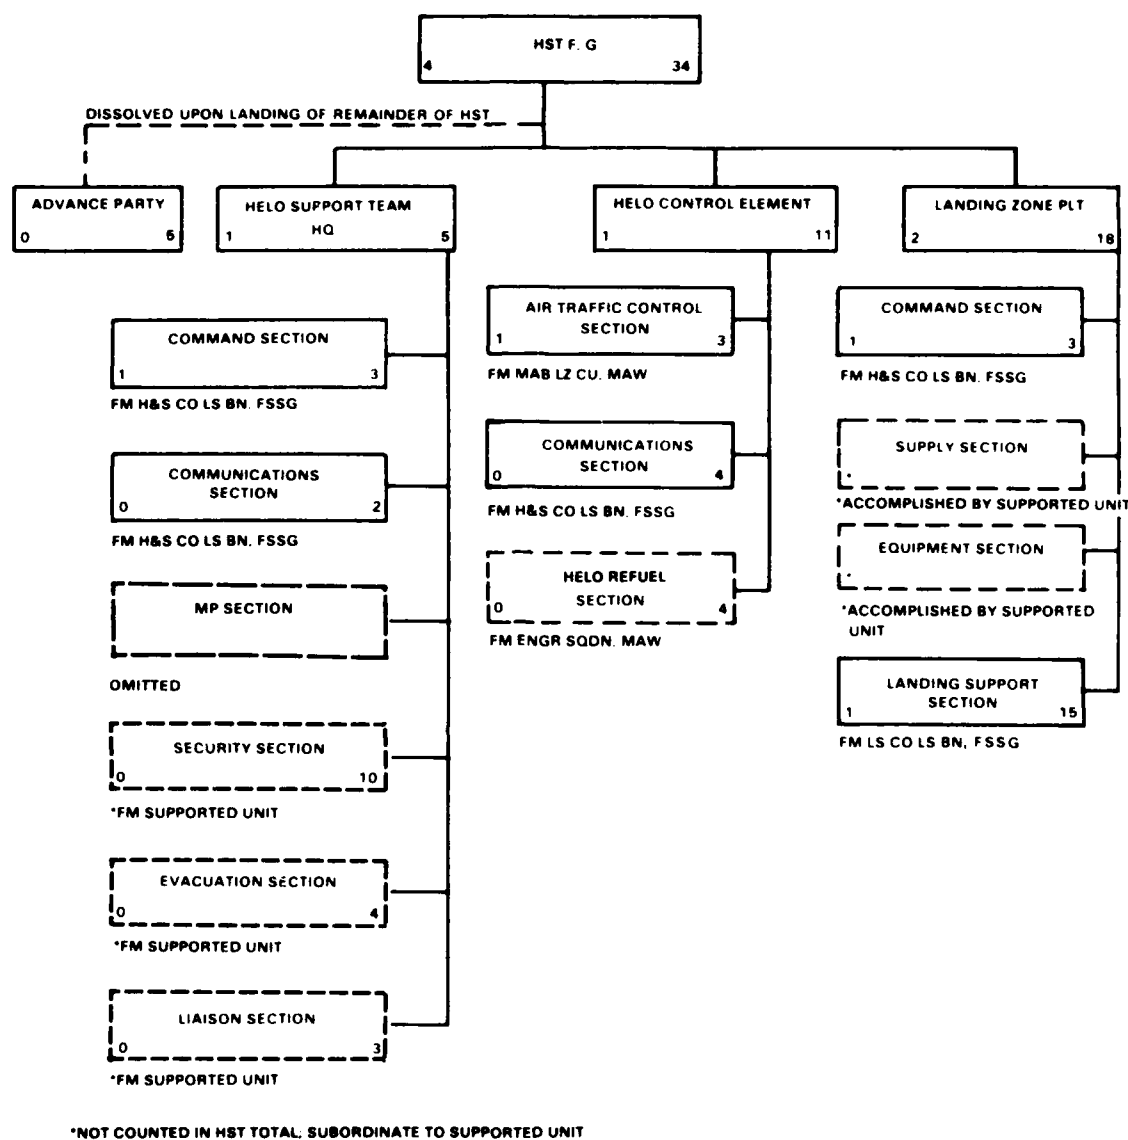 HST F. G
4 34
DISSOLVED UPON LANDING OF REMAINDER OF HST
ADVANCE PARTY
0 6
HELO SUPPORT TEAM
HQ
1 5
HELO CONTROL ELEMENT
1 11
LANDING ZONE PLT
2 18
COMMAND SECTION
1 3
FM H&S CO LS BN. FSSG
COMMUNICATIONS
SECTION
0 2
FM H&S CO LS BN. FSSG
MP SECTION
OMITTED
SECURITY SECTION
0 10
*FM SUPPORTED UNIT
EVACUATION SECTION
0 4
*FM SUPPORTED UNIT
LIAISON SECTION
0 3
*FM SUPPORTED UNIT
AIR TRAFFIC CONTROL
SECTION
1 3
FM MAB LZ CU. MAW
COMMUNICATIONS
SECTION
0 4
FM H&S CO LS BN. FSSG
HELO REFUEL
SECTION
0 4
FM ENGR SQDN. MAW
COMMAND SECTION
1 3
FM H&S CO LS BN. FSSG
SUPPLY SECTION
*
*ACCOMPLISHED BY SUPPORTED UNIT
EQUIPMENT SECTION
*
*ACCOMPLISHED BY SUPPORTED
UNIT
LANDING SUPPORT
SECTION
1 15
FM LS CO LS BN, FSSG
*NOT COUNTED IN HST TOTAL; SUBORDINATE TO SUPPORTED UNIT